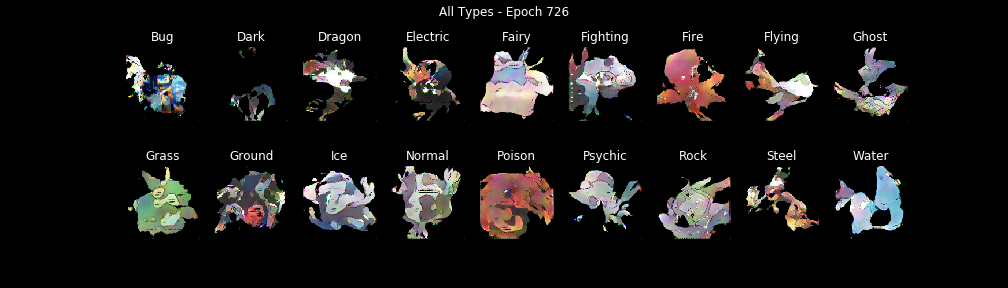 All Types - Epoch 726
Bug Dark Dragon Electric Fairy Fighting Fire Flying Ghost
Grass Ground Ice Normal Poison Psychic Rock Steel Water